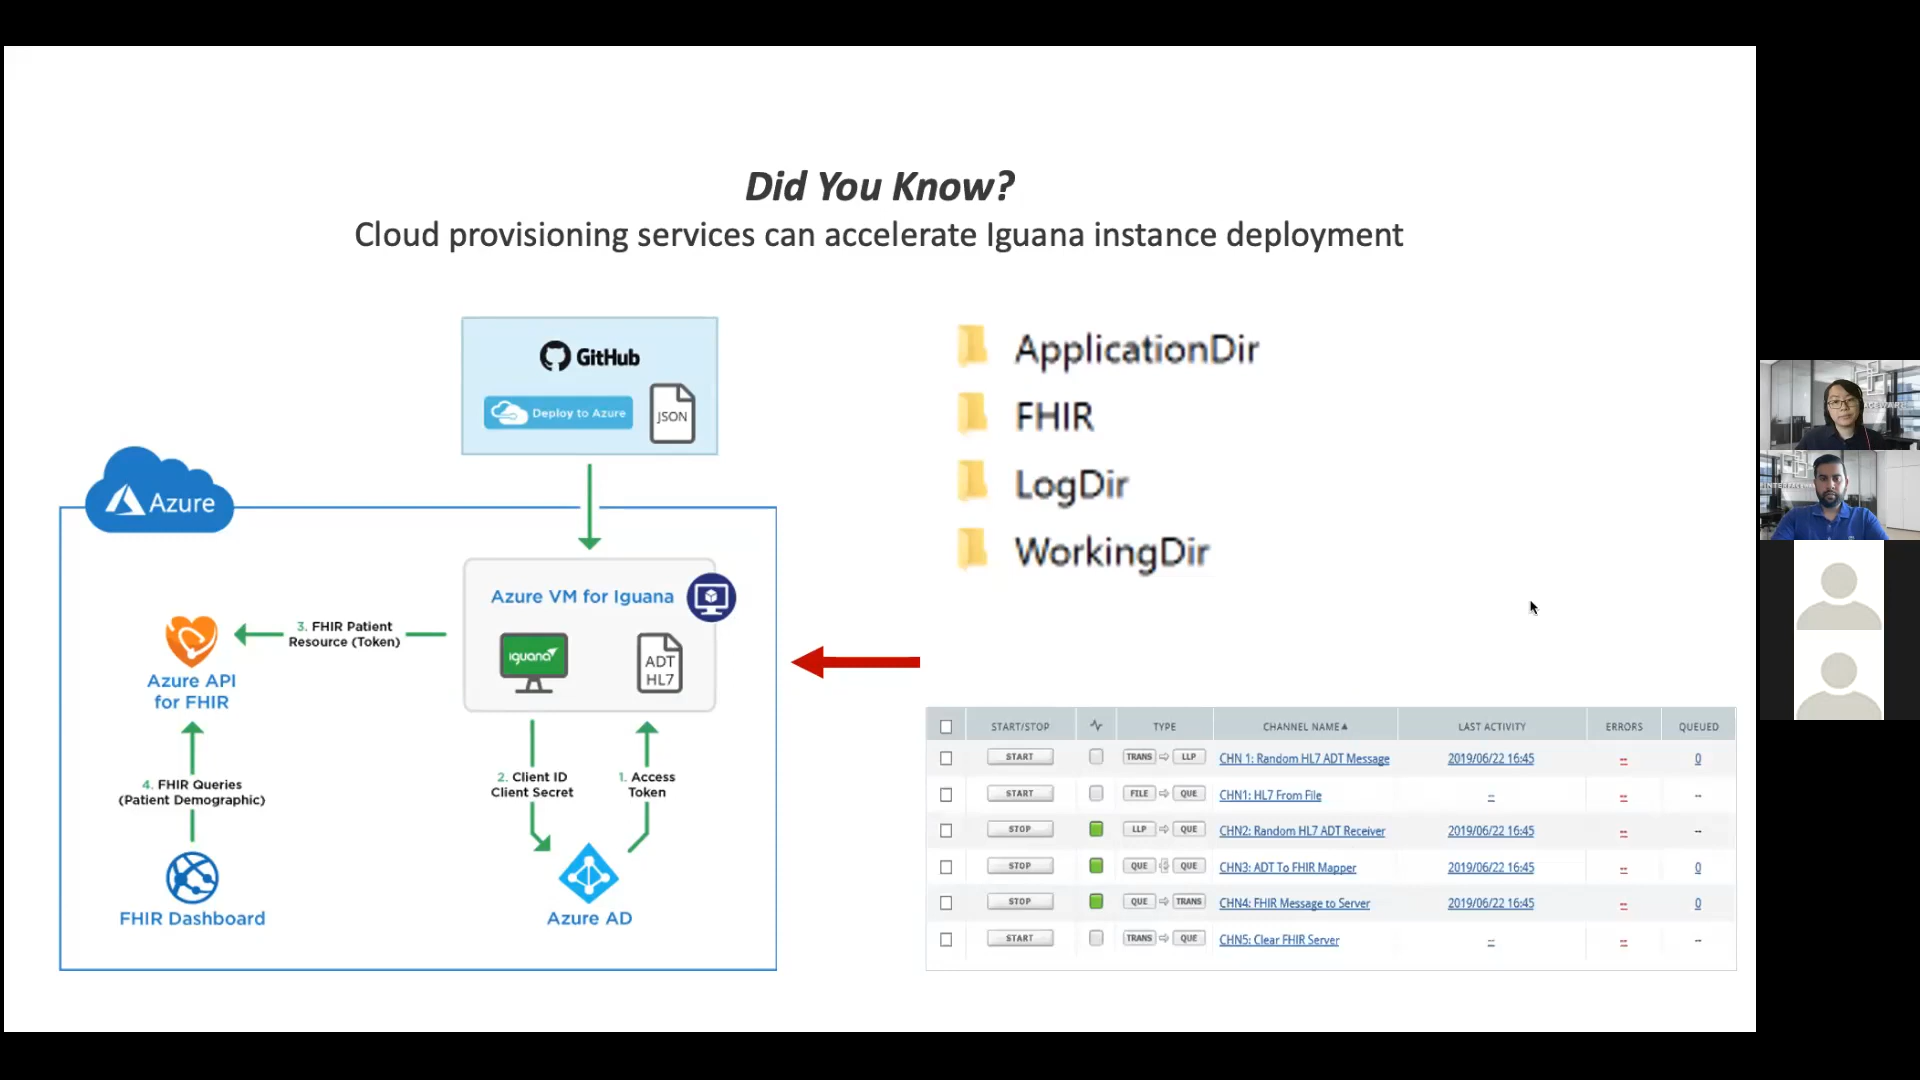 Did You Know?
Cloud provisioning services can accelerate Iguana instance deployment
GitHub
Deploy to Azure
JSON
Azure
Azure VM for Iguana
iguana
ADT
HL7
3. FHIR Patient
Resource (Token)
Azure API
for FHIR
2. Client ID
Client Secret
1. Access
Token
4. FHIR Queries
(Patient Demographic)
FHIR Dashboard
Azure AD
ApplicationDir
FHIR
LogDir
WorkingDir
START/STOP TYPE CHANNEL NAME▲ LAST ACTIVITY ERRORS QUEUED
START TRANS ⇨ LLP CHN 1: Random HL7 ADT Message 2019/06/22 16:45 -- 0
START FILE ⇨ QUE CHN1: HL7 From File -- -- --
STOP LLP ⇨ QUE CHN2: Random HL7 ADT Receiver 2019/06/22 16:45 -- --
STOP QUE QUE CHN3: ADT To FHIR Mapper 2019/06/22 16:45 -- 0
STOP QUE ⇨ TRANS CHN4: FHIR Message to Server 2019/06/22 16:45 -- 0
START TRANS ⇨ QUE CHN5: Clear FHIR Server -- -- --